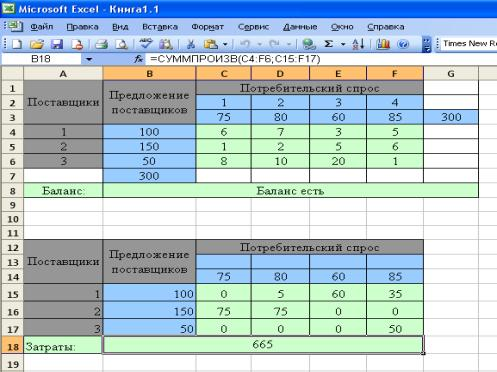 Microsoft Excel - Книга1.1
Файл Правка Вид Вставка Формат Сервис Данные Окно Справка
Times New Ro
B18 fx =СУММПРОИЗВ(C4:F6;C15:F17)
A B C D E F G
1 Поставщики Предложение поставщиков Потребительский спрос
2 1 2 3 4
3 75 80 60 85 300
4 1 100 6 7 3 5
5 2 150 1 2 5 6
6 3 50 8 10 20 1
7 300
8 Баланс: Баланс есть
9
10
11
12 Поставщики Предложение поставщиков Потребительский спрос
13
14 75 80 60 85
15 1 100 0 5 60 35
16 2 150 75 75 0 0
17 3 50 0 0 0 50
18 Затраты: 665
19